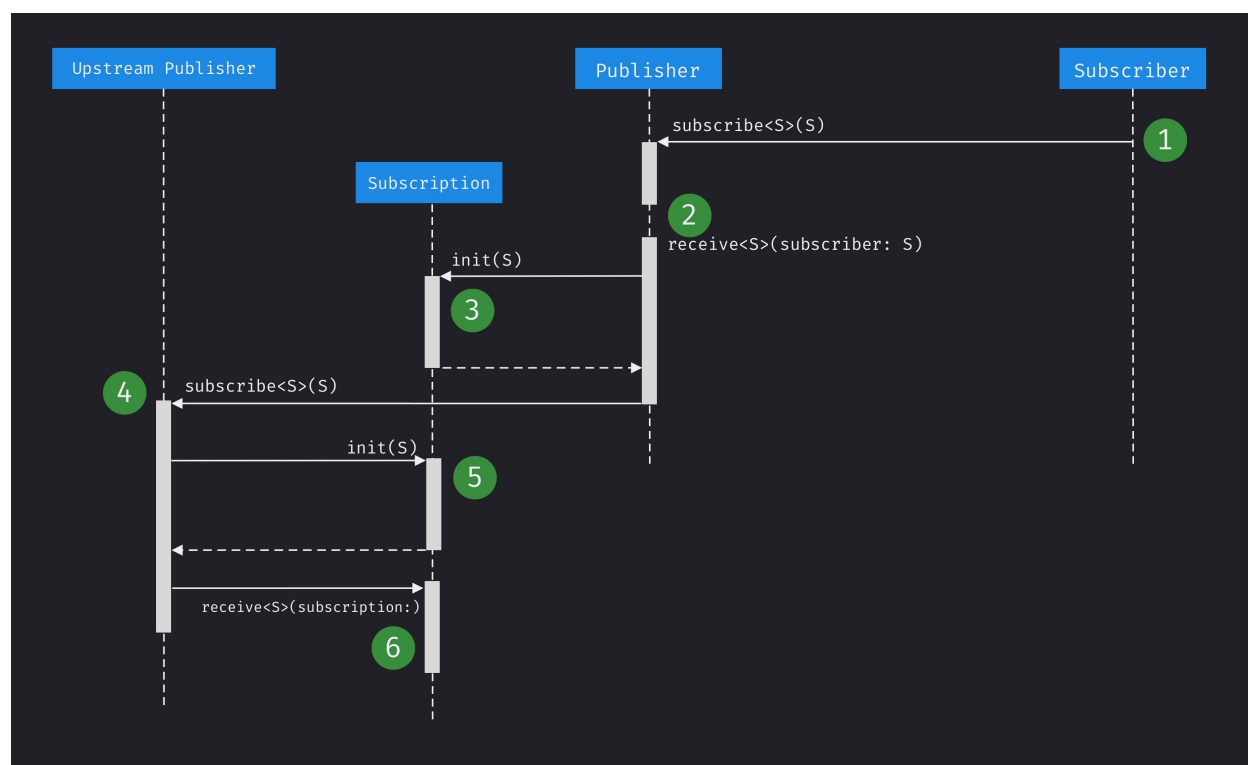 Upstream Publisher
Publisher
Subscriber
subscribe<S>(S)
1
Subscription
2
receive<S>(subscriber: S)
init(S)
3
4
subscribe<S>(S)
init(S)
5
receive<S>(subscription:)
6